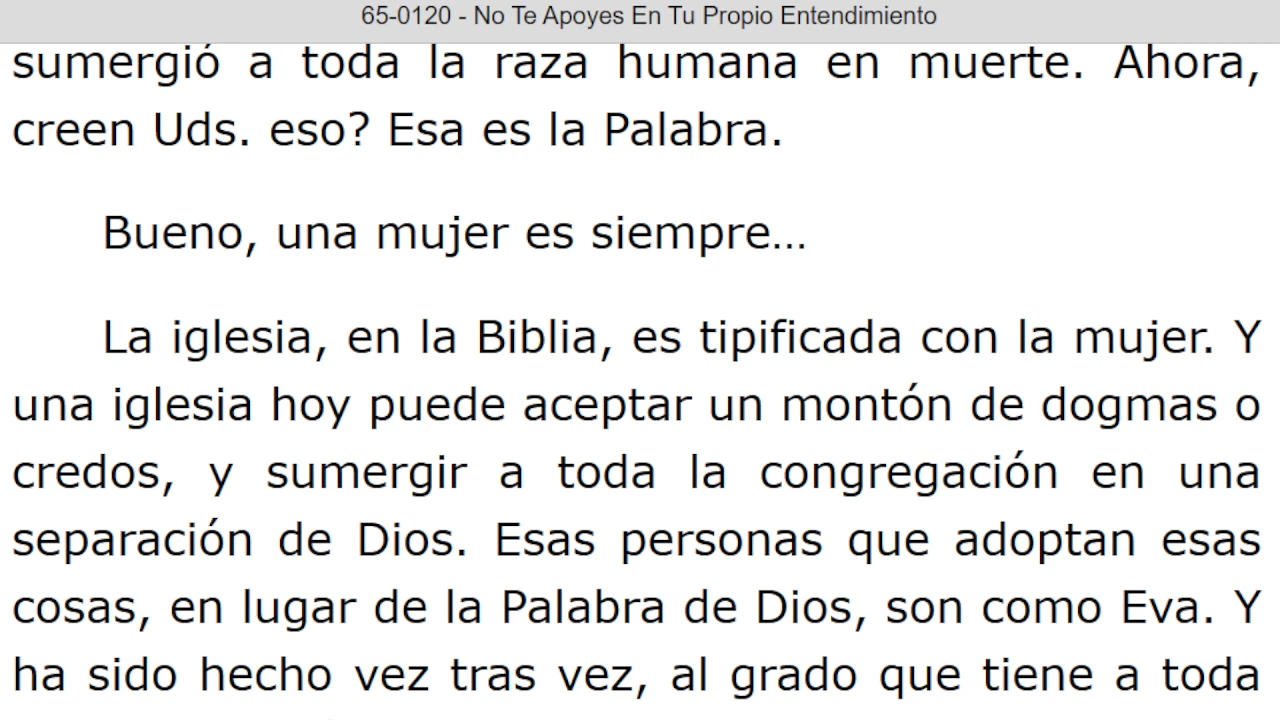 65-0120 - No Te Apoyes En Tu Propio Entendimiento
sumergió a toda la raza humana en muerte. Ahora,
creen Uds. eso? Esa es la Palabra.
Bueno, una mujer es siempre...
La iglesia, en la Biblia, es tipificada con la mujer. Y
una iglesia hoy puede aceptar un montón de dogmas o
credos, y sumergir a toda la congregación en una
separación de Dios. Esas personas que adoptan esas
cosas, en lugar de la Palabra de Dios, son como Eva. Y
ha sido hecho vez tras vez, al grado que tiene a toda